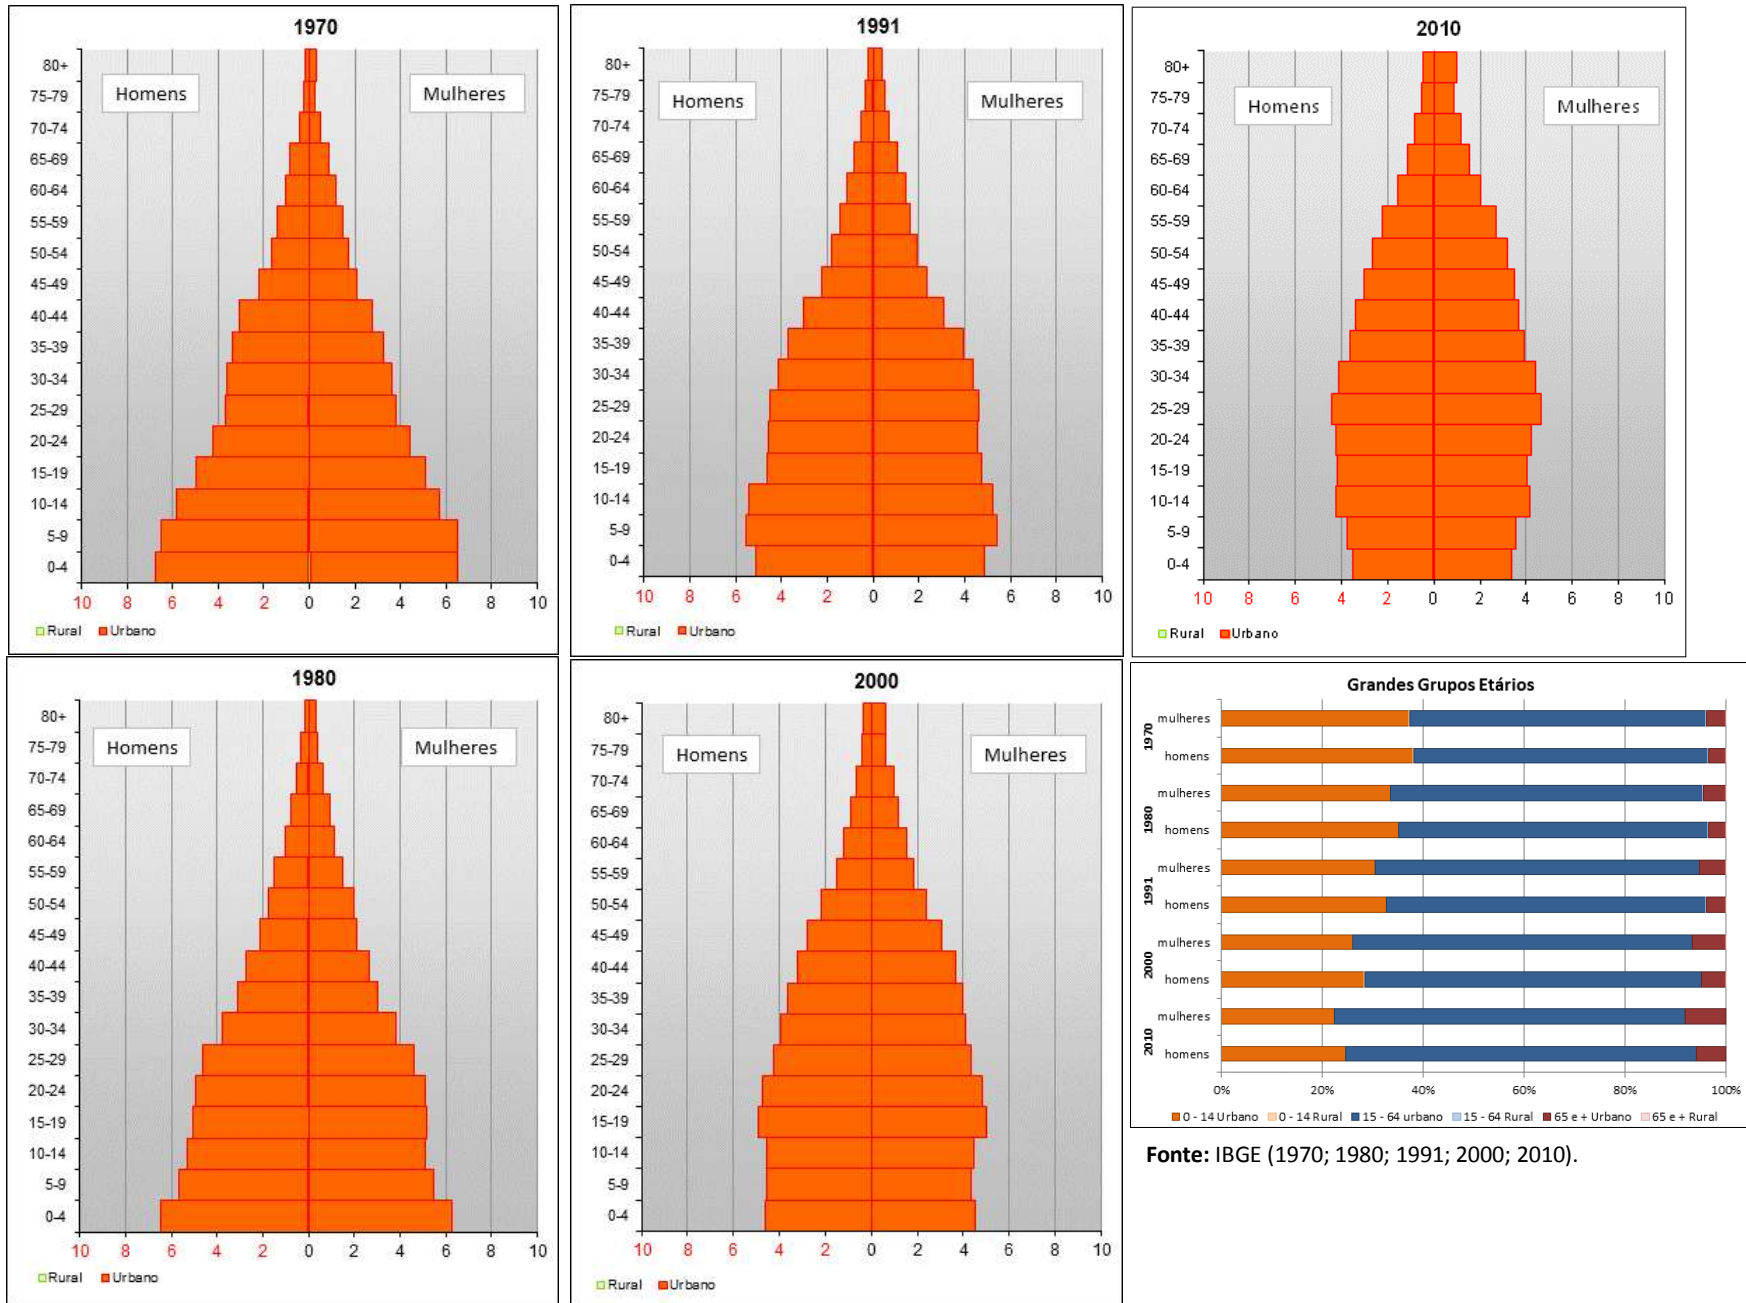 1970
Homens
Mulheres
80+
75-79
70-74
65-69
60-64
55-59
50-54
45-49
40-44
35-39
30-34
25-29
20-24
15-19
10-14
5-9
0-4
10 8 6 4 2 0 2 4 6 8 10
Rural Urbano
1991
Homens
Mulheres
80+
75-79
70-74
65-69
60-64
55-59
50-54
45-49
40-44
35-39
30-34
25-29
20-24
15-19
10-14
5-9
0-4
10 8 6 4 2 0 2 4 6 8 10
Rural Urbano
2010
Homens
Mulheres
80+
75-79
70-74
65-69
60-64
55-59
50-54
45-49
40-44
35-39
30-34
25-29
20-24
15-19
10-14
5-9
0-4
10 8 6 4 2 0 2 4 6 8 10
Rural Urbano
1980
Homens
Mulheres
80+
75-79
70-74
65-69
60-64
55-59
50-54
45-49
40-44
35-39
30-34
25-29
20-24
15-19
10-14
5-9
0-4
10 8 6 4 2 0 2 4 6 8 10
Rural Urbano
2000
Homens
Mulheres
80+
75-79
70-74
65-69
60-64
55-59
50-54
45-49
40-44
35-39
30-34
25-29
20-24
15-19
10-14
5-9
0-4
10 8 6 4 2 0 2 4 6 8 10
Rural Urbano
Grandes Grupos Etários
1970
mulheres
homens
1980
mulheres
homens
1991
mulheres
homens
2000
mulheres
homens
2010
mulheres
homens
0% 20% 40% 60% 80% 100%
0 - 14 Urbano 0 - 14 Rural 15 - 64 urbano 15 - 64 Rural 65 e + Urbano 65 e + Rural
Fonte: IBGE (1970; 1980; 1991; 2000; 2010).